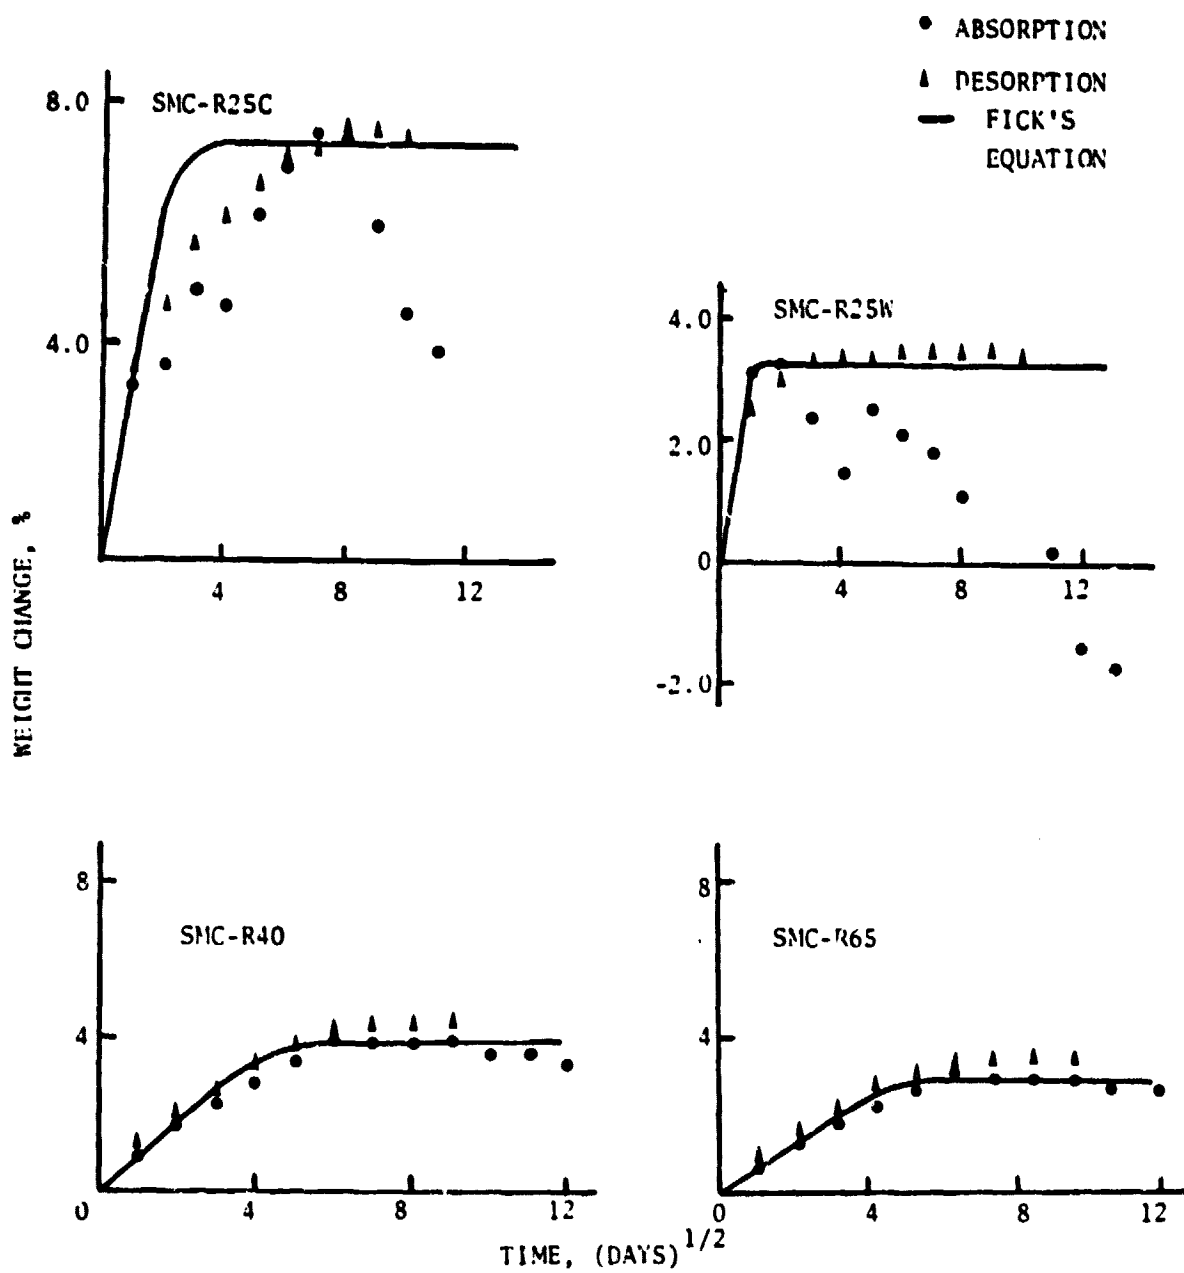 ABSORPTION
DESORPTION
FICK'S
EQUATION
8.0
SMC-R25C
4.0
4
8
12
4.0
SMC-R25W
2.0
0
4
8
12
-2.0
WEIGHT CHANGE, %
8
SMC-R40
4
0
4
8
12
8
SMC-R65
4
0
4
8
12
TIME, (DAYS) 1/2